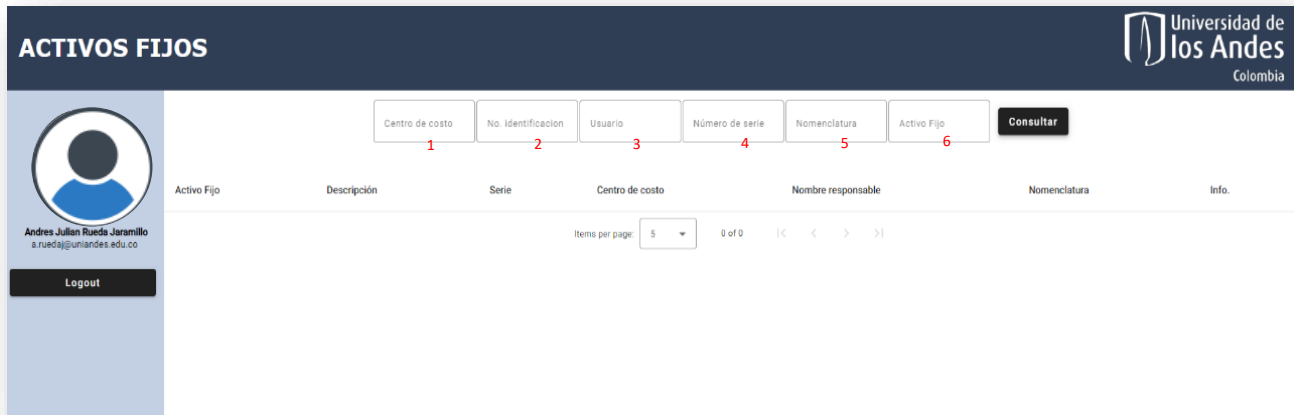 ACTIVOS FIJOS
Universidad de
los Andes
Colombia
Centro de costo No. Identificacion Usuario Número de serie Nomenclatura Activo Fijo Consultar
1 2 3 4 5 6
Activo Fijo Descripción Serie Centro de costo Nombre responsable Nomenclatura Info.
Items per page: 5 0 of 0
Andres Julian Rueda Jaramillo
a.ruedaj@uniandes.edu.co
Logout